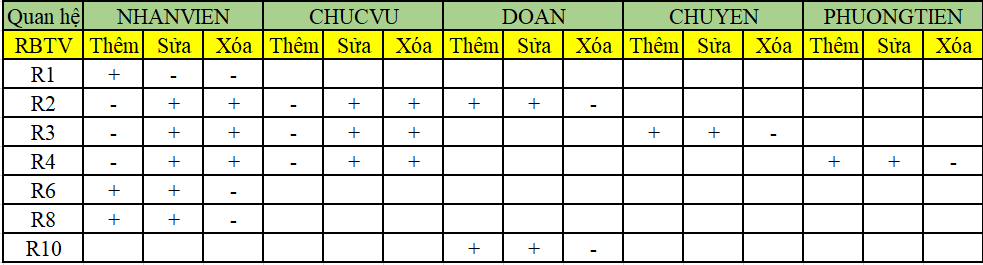 Quan hệ NHANVIEN CHUCVU DOAN CHUYEN PHUONGTIEN
RBTV Thêm Sửa Xóa Thêm Sửa Xóa Thêm Sửa Xóa Thêm Sửa Xóa Thêm Sửa Xóa
R1 + - -
R2 - + + - + + + + -
R3 - + + - + + + + -
R4 - + + - + + + + -
R6 + + -
R8 + + -
R10 + + -